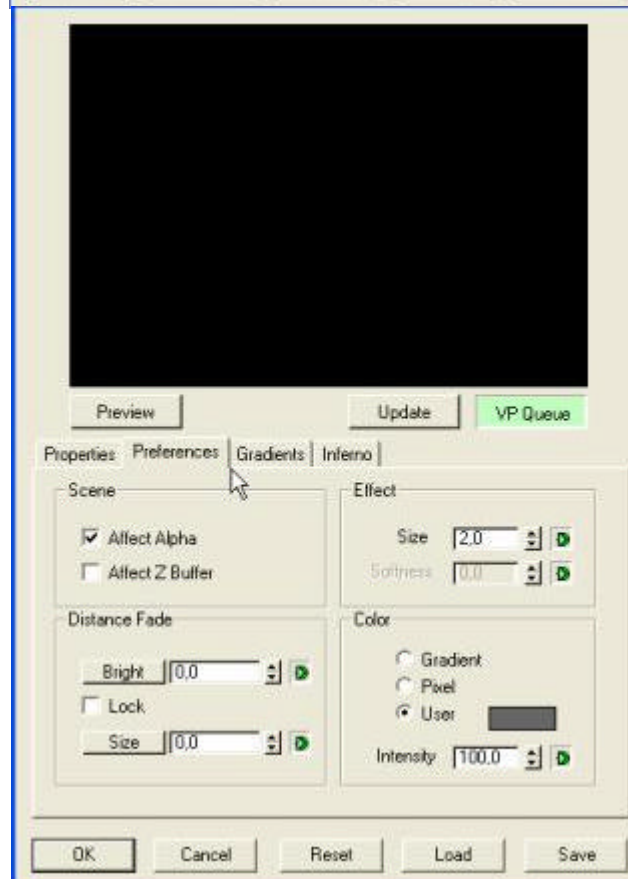 Preview Update VP Queue
Properties Preferences Gradients Inferno
Scene
Affect Alpha
Affect Z Buffer
Effect
Size 2,0
Softness 0,0
Distance Fade
Bright 0,0
Lock
Size 0,0
Color
Gradient
Pixel
User
Intensity 100,0
OK Cancel Reset Load Save